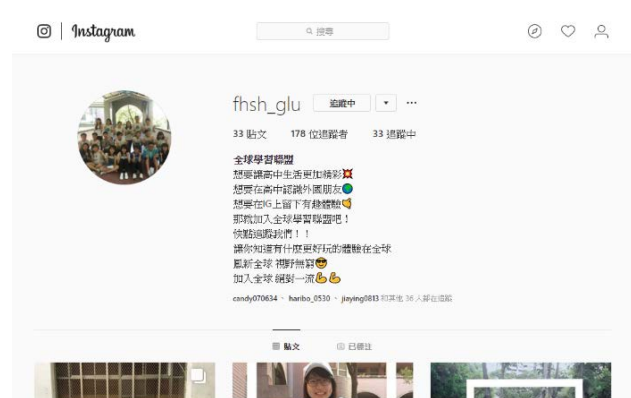 Instagram
搜尋
fhsh_glu 追蹤中 ...
33 貼文 178 位追蹤者 33 追蹤中
全球學習聯盟
想要讓高中生活更加精彩💥
想要在高中認識外國朋友🌏
想要在IG上留下有趣體驗📢
那就加入全球學習聯盟吧！
快點追蹤我們！！
讓你知道有什麼更好玩的體驗在全球
鳳新全球 視野無窮😎
加入全球 絕對一流💪💪
candy070634、haribo_0530、jiaying0813 和其他 36 人都在追蹤
貼文 已標註